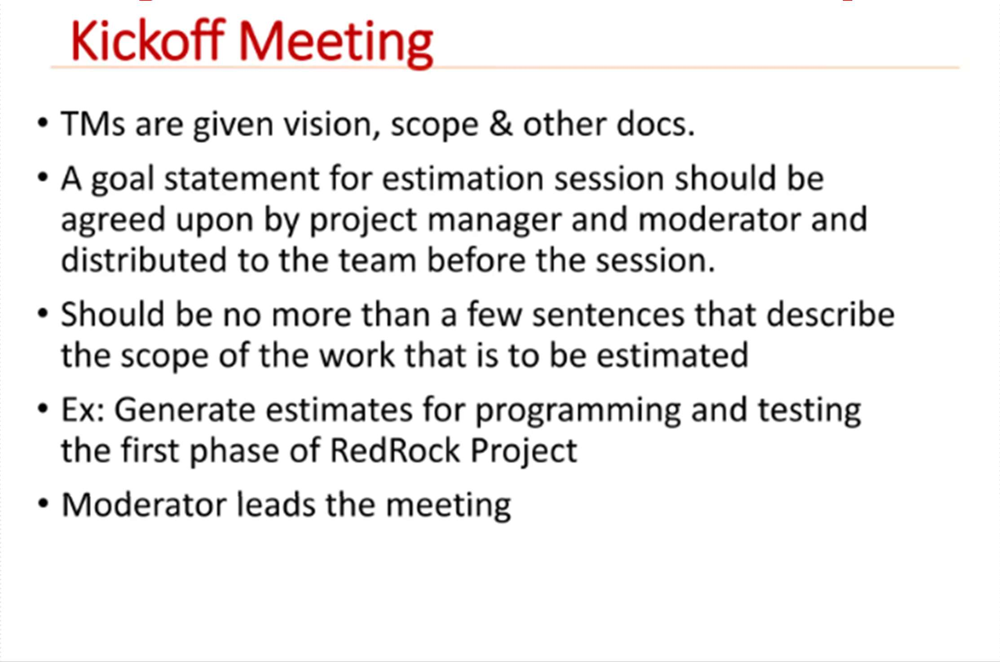 Kickoff Meeting
• TMs are given vision, scope & other docs.
• A goal statement for estimation session should be
agreed upon by project manager and moderator and
distributed to the team before the session.
• Should be no more than a few sentences that describe
the scope of the work that is to be estimated
• Ex: Generate estimates for programming and testing
the first phase of RedRock Project
• Moderator leads the meeting